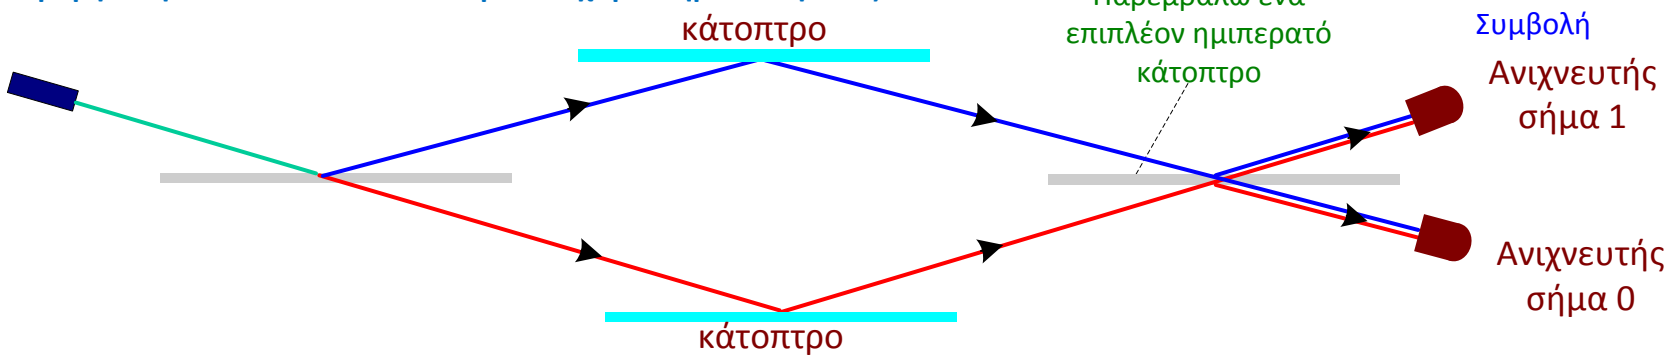 κάτοπτρο
επιπλέον ημιπερατό
κάτοπτρο
Συμβολή
Ανιχνευτής
σήμα 1
Ανιχνευτής
σήμα 0
κάτοπτρο